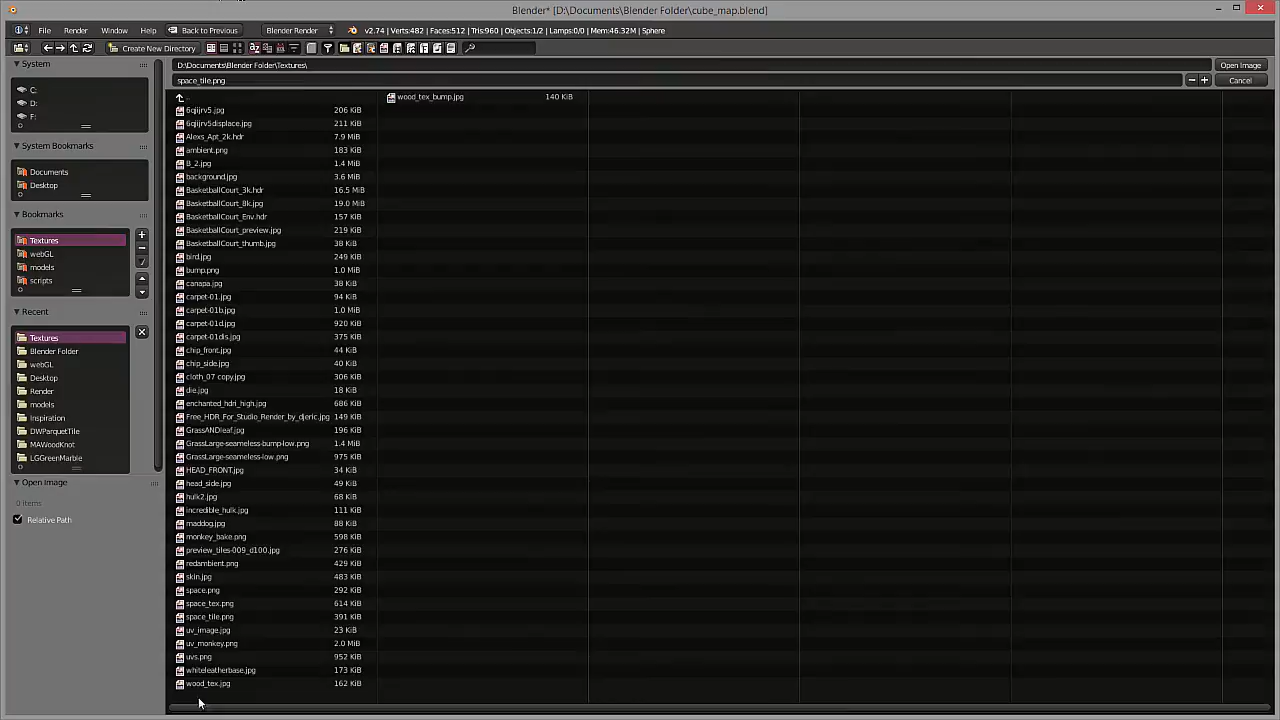 Blender* [D:\Documents\Blender Folder\cube_map.blend]
File Render Window Help Back to Previous Blender Render v2.74 | Verts:482 | Faces:512 | Tris:960 | Objects:1/2 | Lamps:0/0 | Mem:46.32M | Sphere
Create New Directory
System
C:
D:
F:
System Bookmarks
Documents
Desktop
Bookmarks
Textures
webGL
models
scripts
Recent
Textures
Blender Folder
webGL
Desktop
Render
models
Inspiration
DWParquetTile
MAWoodKnot
LGGreenMarble
Open Image
0 items
Relative Path
D:\Documents\Blender Folder\Textures\
Open Image
space_tile.png
Cancel
..
6qijrv5.jpg 206 KiB
6qijrv5displace.jpg 211 KiB
Alexs_Apt_2k.hdr 7.9 MiB
ambient.png 183 KiB
B_2.jpg 1.4 MiB
background.jpg 3.6 MiB
BasketballCourt_3k.hdr 16.5 MiB
BasketballCourt_8k.jpg 19.0 MiB
BasketballCourt_Env.hdr 157 KiB
BasketballCourt_preview.jpg 219 KiB
BasketballCourt_thumb.jpg 38 KiB
bird.jpg 249 KiB
bump.png 1.0 MiB
canapa.jpg 38 KiB
carpet-01.jpg 94 KiB
carpet-01b.jpg 1.0 MiB
carpet-01d.jpg 920 KiB
carpet-01dis.jpg 375 KiB
chip_front.jpg 44 KiB
chip_side.jpg 40 KiB
cloth_07 copy.jpg 306 KiB
die.jpg 18 KiB
enchanted_hdri_high.jpg 686 KiB
Free_HDR_For_Studio_Render_by_djeric.jpg 149 KiB
GrassANDleaf.jpg 196 KiB
GrassLarge-seamless-bump-low.png 1.4 MiB
GrassLarge-seamless-low.png 975 KiB
HEAD_FRONT.jpg 34 KiB
head_side.jpg 49 KiB
hulk2.jpg 68 KiB
incredible_hulk.jpg 111 KiB
maddog.jpg 88 KiB
monkey_bake.png 598 KiB
preview_tiles-009_d100.jpg 276 KiB
redambient.png 429 KiB
skin.jpg 483 KiB
space.png 292 KiB
space_tex.png 614 KiB
space_tile.png 391 KiB
uv_image.jpg 23 KiB
uv_monkey.png 2.0 MiB
uvs.png 952 KiB
whiteleatherbase.jpg 173 KiB
wood_tex.jpg 162 KiB
wood_tex_bump.jpg 140 KiB